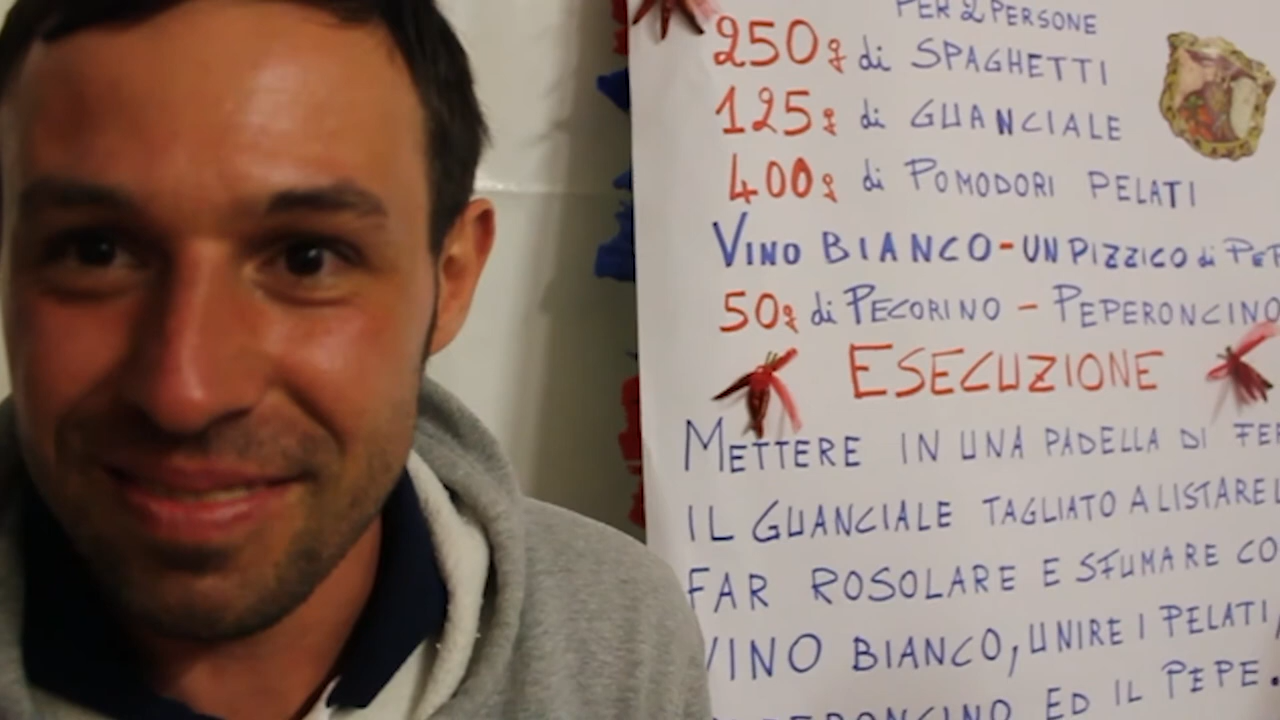 PER 2 PERSONE
250g di SPAGHETTI
125g di GUANCIALE
400g di POMODORI PELATI
VINO BIANCO-UN PIZZICO di
50g di PECORINO - PEPERONCINO
ESECUZIONE
METTERE IN UNA PADELLA DI
IL GUANCIALE TAGLIATO A
FAR ROSOLARE E SFUMARE
VINO BIANCO, UNIRE I PELATI
ED IL PEPE.